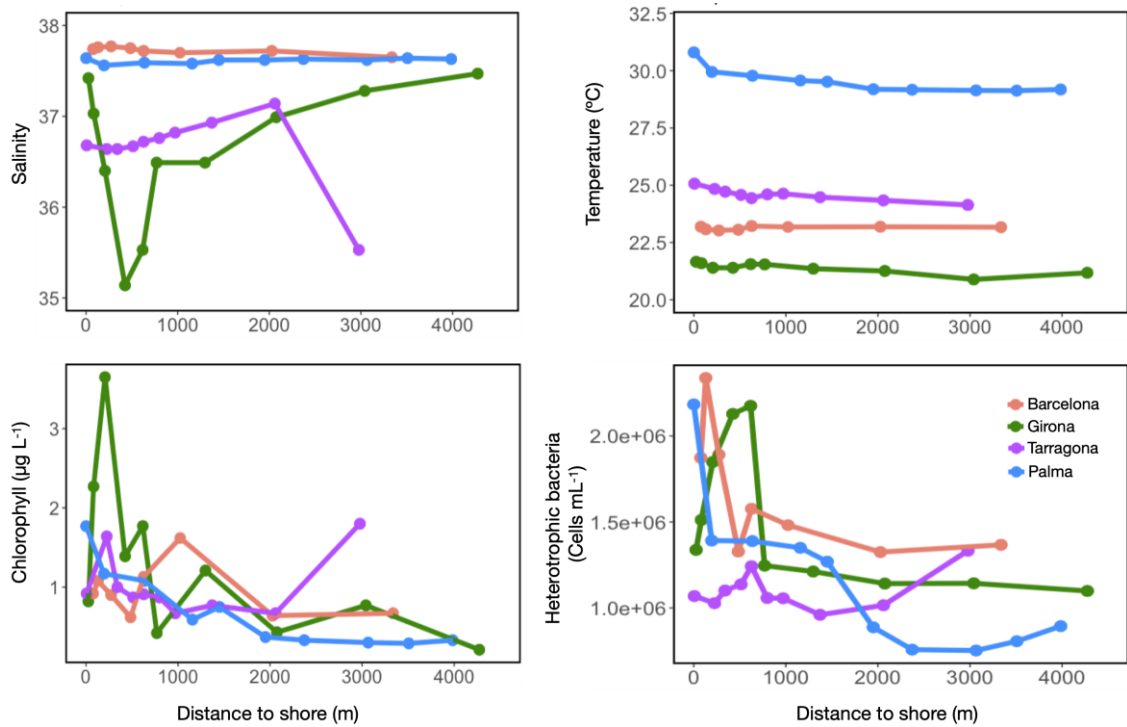 38
37
36
35
Salinity
0
1000
2000
3000
4000
32.5
30.0
27.5
25.0
22.5
20.0
Temperature (ºC)
0
1000
2000
3000
4000
3
2
1
Chlorophyll (µg L-¹)
0
1000
2000
3000
4000
Distance to shore (m)
2.0e+06
1.5e+06
1.0e+06
Heterotrophic bacteria
(Cells mL-¹)
Barcelona
Girona
Tarragona
Palma
0
1000
2000
3000
4000
Distance to shore (m)